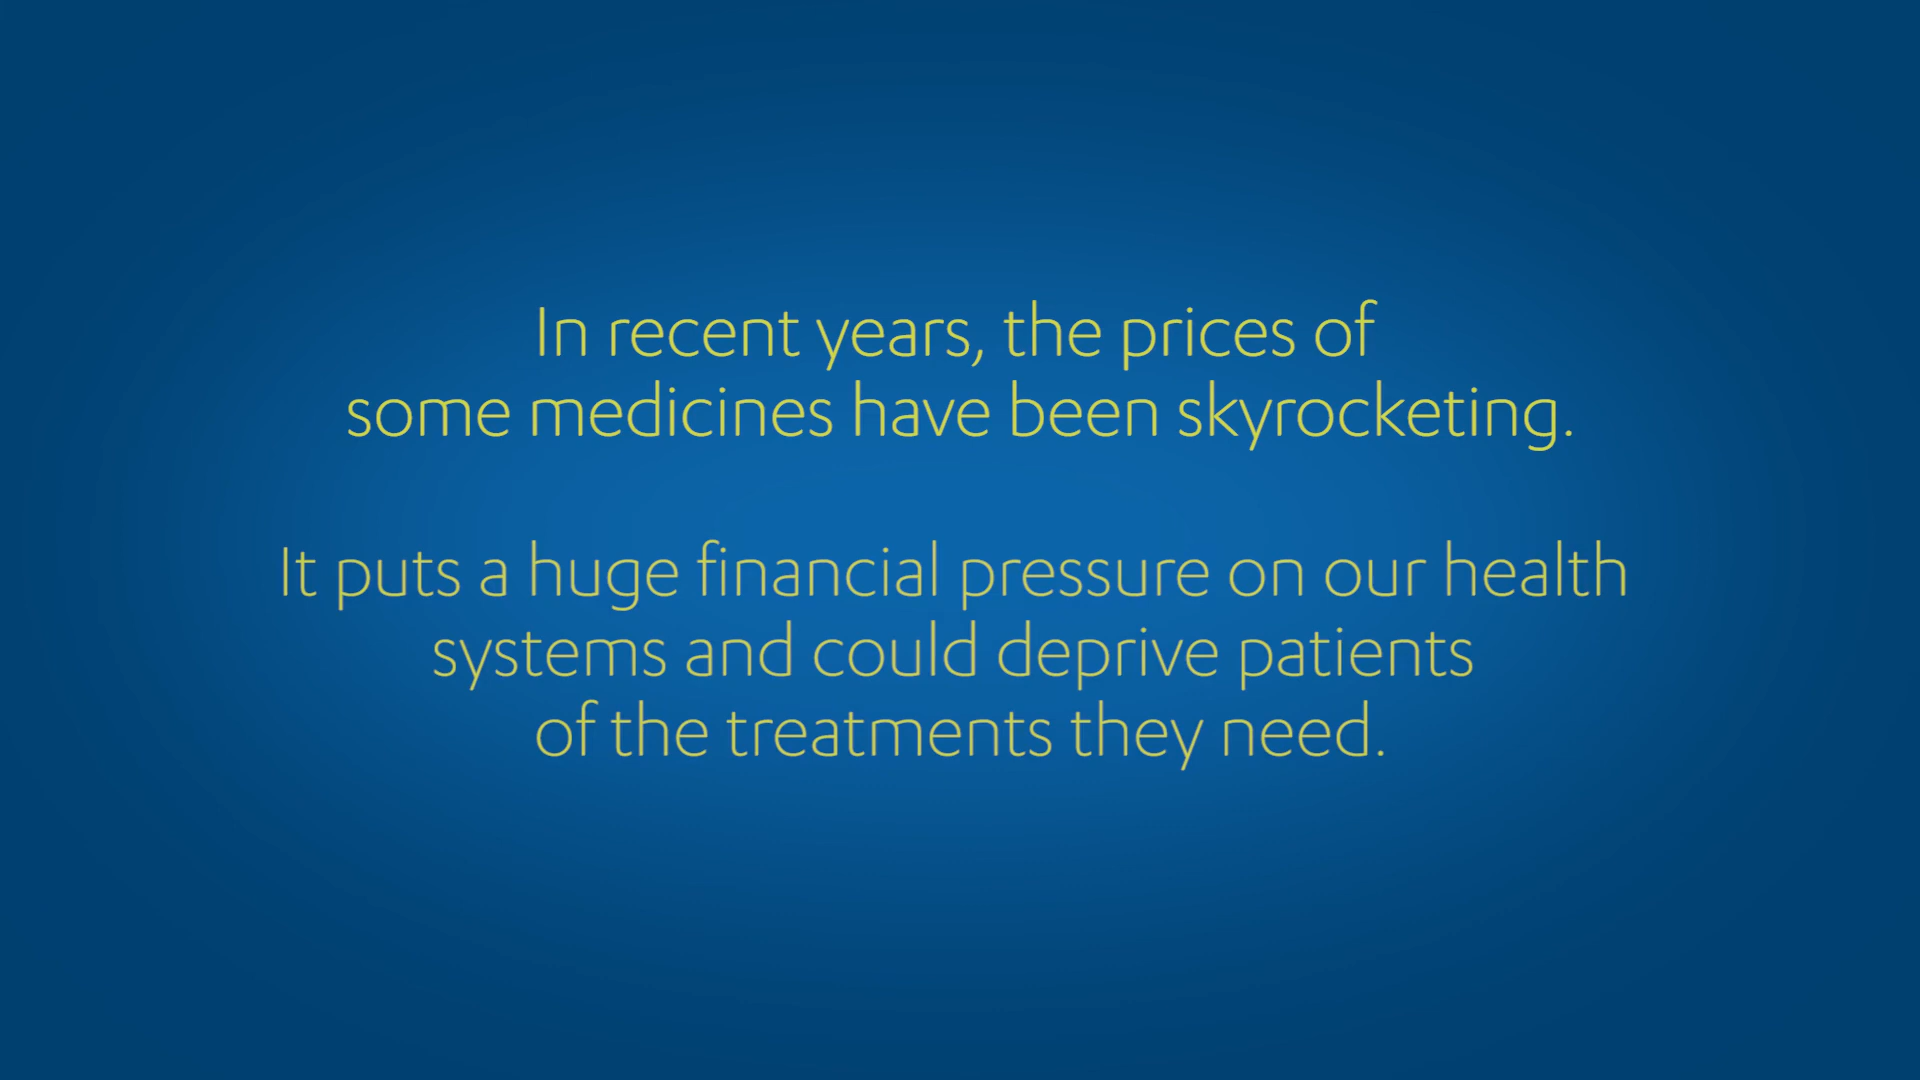 In recent years, the prices of
some medicines have been skyrocketing.
It puts a huge financial pressure on our health
systems and could deprive patients
of the treatments they need.